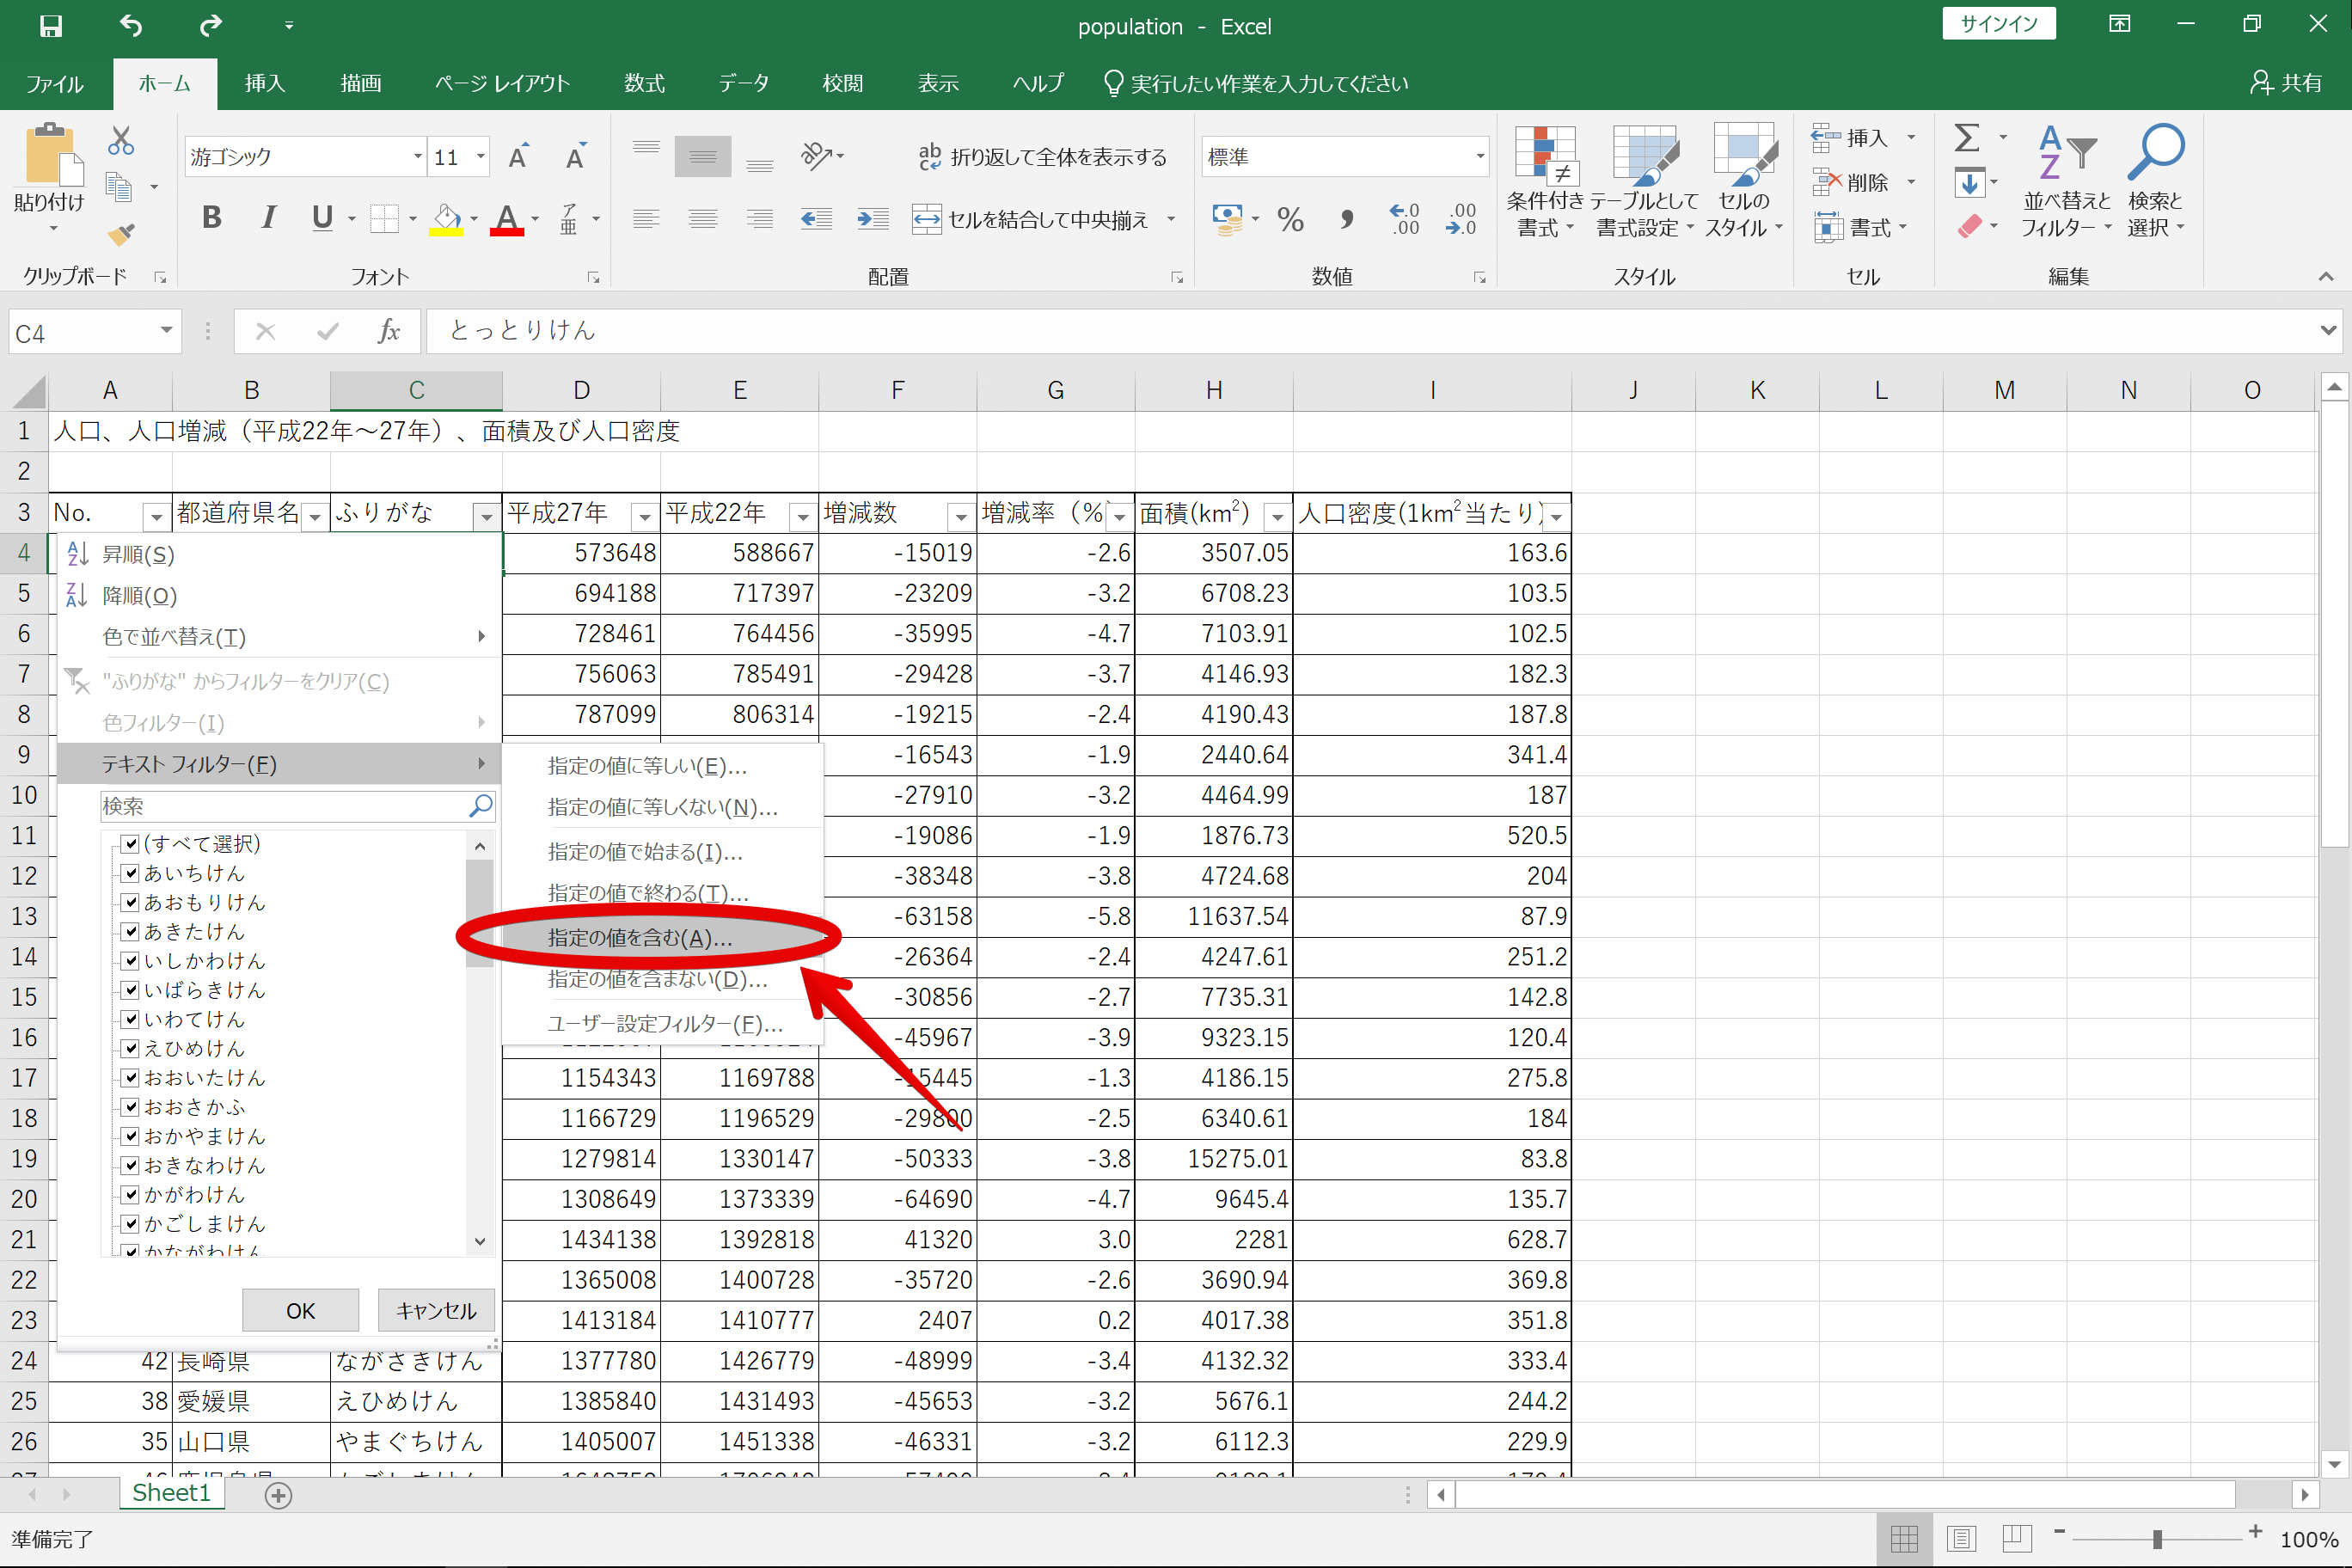 population - Excel
サインイン
ファイル ホーム 挿入 描画 ページ レイアウト 数式 データ 校閲 表示 ヘルプ 実行したい作業を入力してください 共有
貼り付け
クリップボード
游ゴシック 11
B I U
フォント
折り返して全体を表示する
セルを結合して中央揃え
配置
標準
数値
条件付き書式
テーブルとして書式設定
セルのスタイル
スタイル
挿入
削除
書式
セル
並べ替えとフィルター
検索と選択
編集
C4 fx とっとりけん
A B C D E F G H I J K L M N O
1 人口、人口増減（平成22年～27年）、面積及び人口密度
2
3 No. 都道府県名 ふりがな 平成27年 平成22年 増減数 増減率（%） 面積(km²) 人口密度(1km²当たり)
4 573648 588667 -15019 -2.6 3507.05 163.6
5 694188 717397 -23209 -3.2 6708.23 103.5
6 728461 764456 -35995 -4.7 7103.91 102.5
7 756063 785491 -29428 -3.7 4146.93 182.3
8 787099 806314 -19215 -2.4 4190.43 187.8
9 -16543 -1.9 2440.64 341.4
10 -27910 -3.2 4464.99 187
11 -19086 -1.9 1876.73 520.5
12 -38348 -3.8 4724.68 204
13 -63158 -5.8 11637.54 87.9
14 -26364 -2.4 4247.61 251.2
15 -30856 -2.7 7735.31 142.8
16 -45967 -3.9 9323.15 120.4
17 1154343 1169788 -15445 -1.3 4186.15 275.8
18 1166729 1196529 -29800 -2.5 6340.61 184
19 1279814 1330147 -50333 -3.8 15275.01 83.8
20 1308649 1373339 -64690 -4.7 9645.4 135.7
21 1434138 1392818 41320 3.0 2281 628.7
22 1365008 1400728 -35720 -2.6 3690.94 369.8
23 1413184 1410777 2407 0.2 4017.38 351.8
24 42 長崎県 ながさきけん 1377780 1426779 -48999 -3.4 4132.32 333.4
25 38 愛媛県 えひめけん 1385840 1431493 -45653 -3.2 5676.1 244.2
26 35 山口県 やまぐちけん 1405007 1451338 -46331 -3.2 6112.3 229.9
昇順(S)
降順(O)
色で並べ替え(T)
"ふりがな" からフィルターをクリア(C)
色フィルター(I)
テキスト フィルター(F)
検索
(すべて選択)
あいちけん
あおもりけん
あきたけん
いしかわけん
いばらきけん
いわてけん
えひめけん
おおいたけん
おおさかふ
おかやまけん
おきなわけん
かがわけん
かごしまけん
かながわけん
OK キャンセル
指定の値に等しい(E)...
指定の値に等しくない(N)...
指定の値で始まる(I)...
指定の値で終わる(T)...
指定の値を含む(A)...
指定の値を含まない(D)...
ユーザー設定フィルター(F)...
Sheet1
準備完了
100%